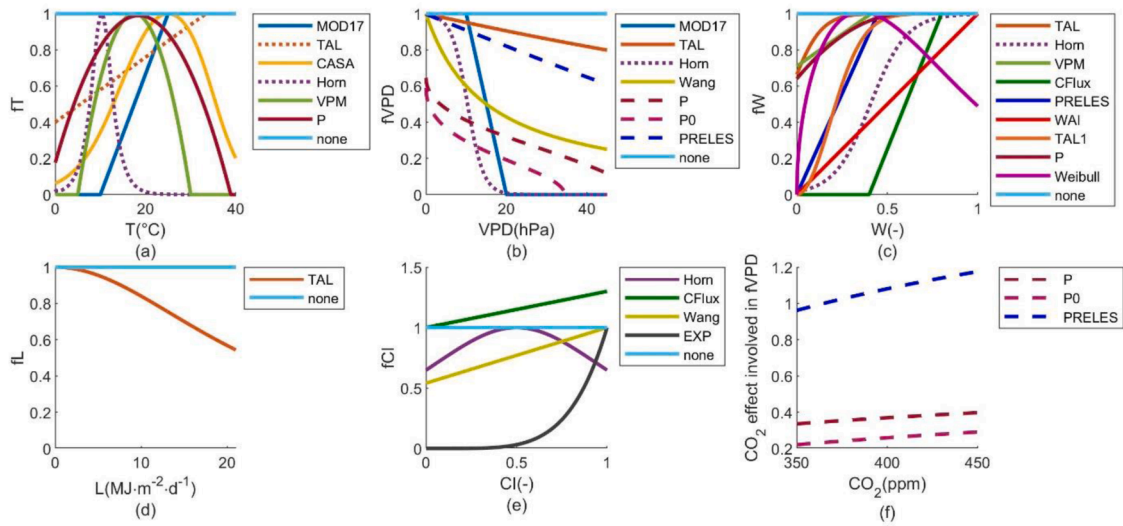 1
0.8
0.6
0.4
0.2
0
fT
0
20
40
T(°C)
(a)
MOD17
TAL
CASA
Horn
VPM
P
none
1
0.8
0.6
0.4
0.2
0
fVPD
0
20
40
VPD(hPa)
(b)
MOD17
TAL
Horn
Wang
P
P0
PRELES
none
1
0.8
0.6
0.4
0.2
0
fW
0
0.5
1
W(-)
(c)
TAL
Horn
VPM
CFlux
PRELES
WAI
TAL1
P
Weibull
none
1
0.8
0.6
0.4
0.2
0
fL
0
10
20
L(MJ·m⁻²·d⁻¹)
(d)
TAL
none
1.5
1
0.5
0
fCI
0
0.5
1
CI(-)
(e)
Horn
CFlux
Wang
EXP
none
1.2
1
0.8
0.6
0.4
0.2
CO₂ effect involved in fVPD
350
400
450
CO₂(ppm)
(f)
P
P0
PRELES